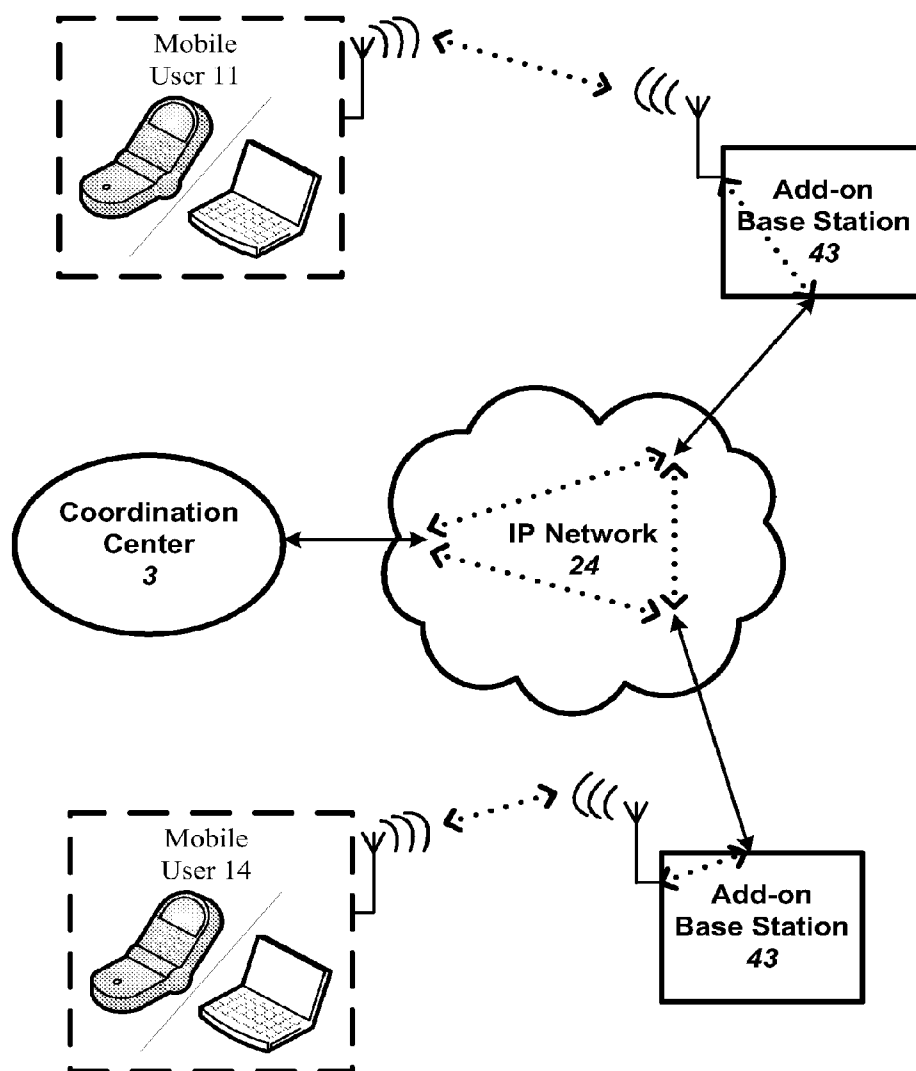 Mobile
User 11
Add-on
Base Station
43
Coordination
Center
3
IP Network
24
Mobile
User 14
Add-on
Base Station
43